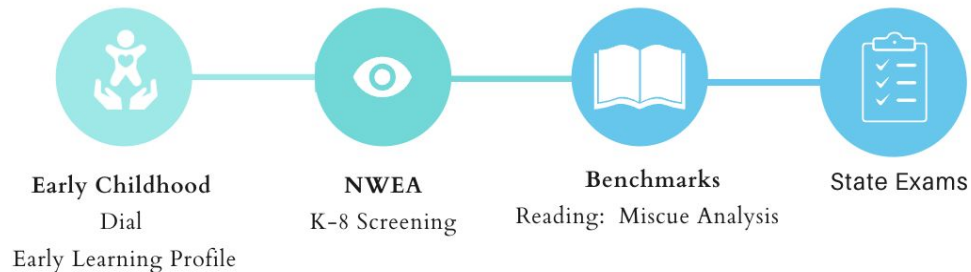 Early Childhood
Dial
Early Learning Profile
NWEA
K-8 Screening
Benchmarks
Reading: Miscue Analysis
State Exams